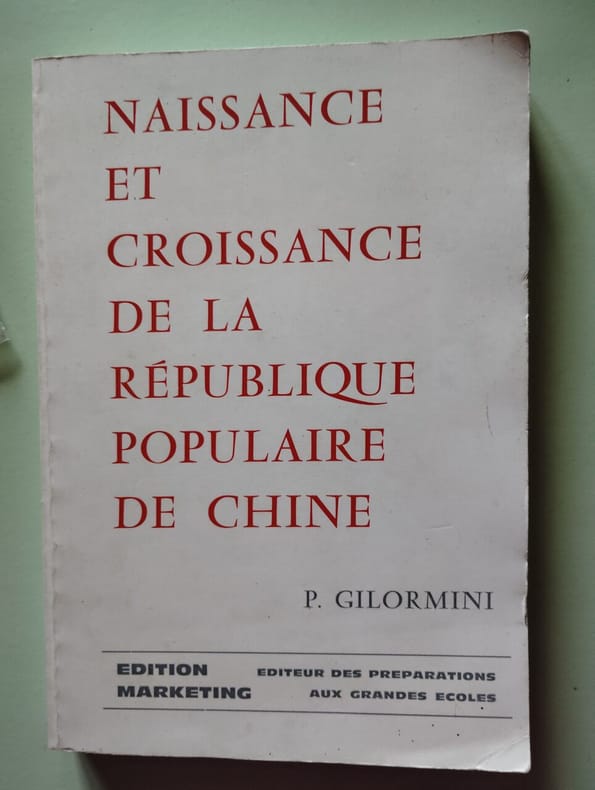 NAISSANCE
ET
CROISSANCE
DE LA
RÉPUBLIQUE
POPULAIRE
DE CHINE
P. GILORMINI
EDITION
MARKETING
EDITEUR DES PREPARATIONS
AUX GRANDES ECOLES